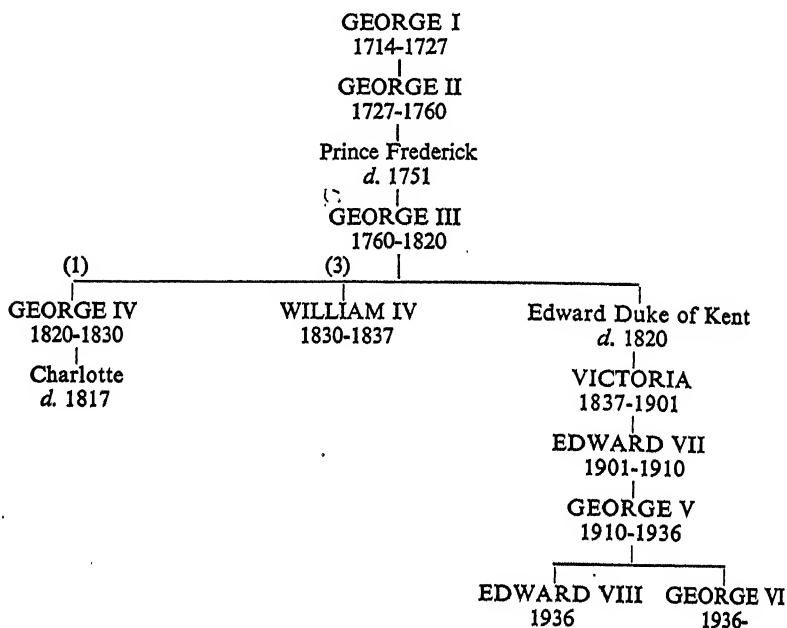 GEORGE I
1714-1727
GEORGE II
1727-1760
Prince Frederick
d. 1751
GEORGE III
1760-1820
(1) (3)
GEORGE IV WILLIAM IV Edward Duke of Kent
1820-1830 1830-1837 d. 1820
Charlotte VICTORIA
d. 1817 1837-1901
EDWARD VII
1901-1910
GEORGE V
1910-1936
EDWARD VIII GEORGE VI
1936 1936-